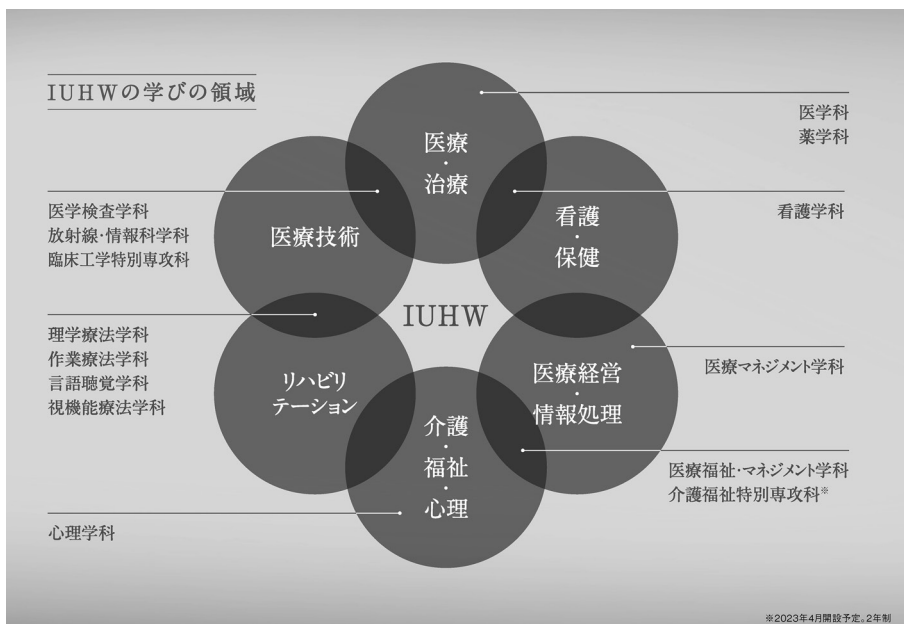 IUHWの学びの領域
医療
・
治療
医学科
薬学科
医療技術
医学検査学科
放射線・情報科学科
臨床工学特別専攻科
看護
・
保健
看護学科
IUHW
理学療法学科
作業療法学科
言語聴覚学科
視機能療法学科
リハビリ
テーション
医療経営
・
情報処理
医療マネジメント学科
介護
・
福祉
・
心理
医療福祉・マネジメント学科
介護福祉特別専攻科※
心理学科
※2023年4月開設予定。2年制